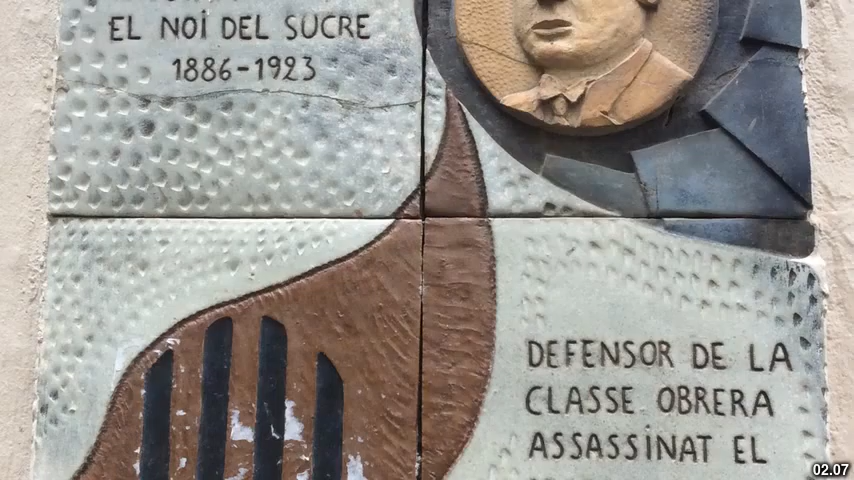 EL NOI DEL SUCRE
1886-1923
DEFENSOR DE LA
CLASSE OBRERA
ASSASSINAT EL
02.07